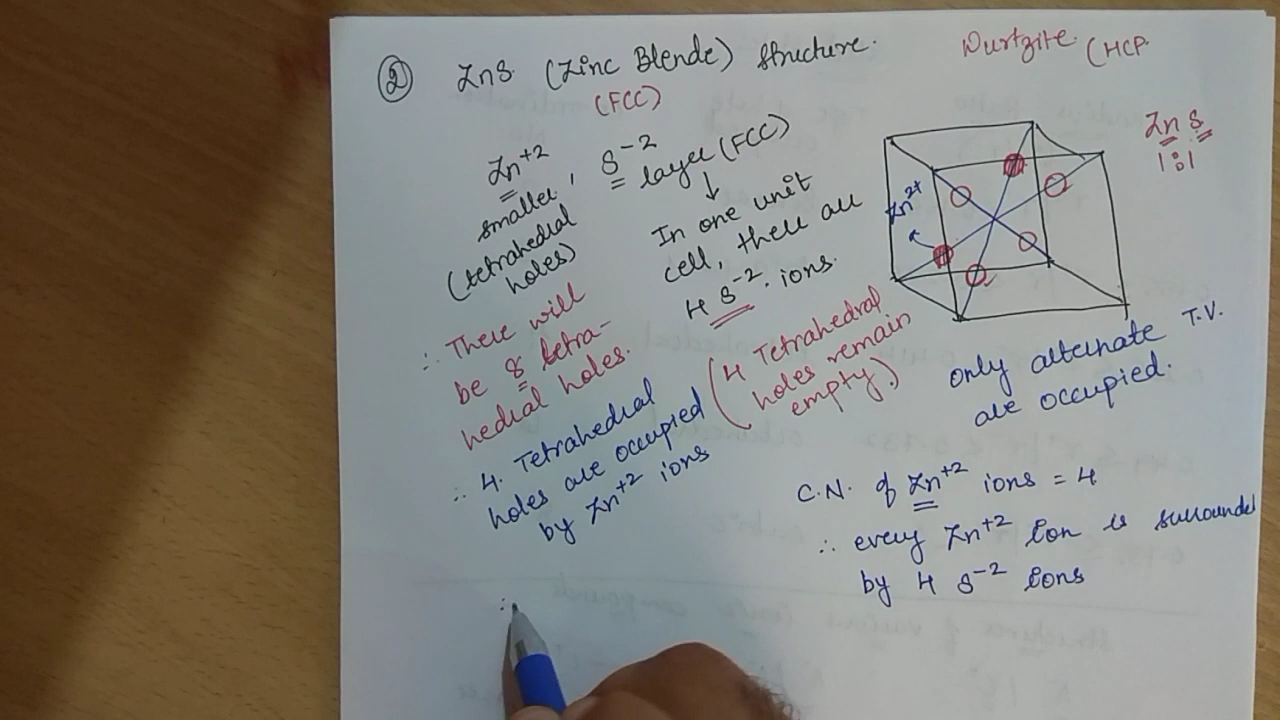 ② ZnS (Zinc Blende) Structure.
(FCC)
Wurtzite (HCP
Zn+2, S-2
smaller layer (FCC)
(tetrahedral
holes)
↓
In one unit
cell, there are
4 S-2 ions.
Zn S
1:1
Zn2+
∴ There will
be 8 tetra-
hedral holes.
(4 Tetrahedral
holes remain
empty.)
∴ 4 Tetrahedral
holes are occupied
by Zn+2 ions
only alternate T.V.
are occupied.
C.N. of Zn+2 ions = 4
∴ every Zn+2 ion is surrounded
by 4 S-2 ions